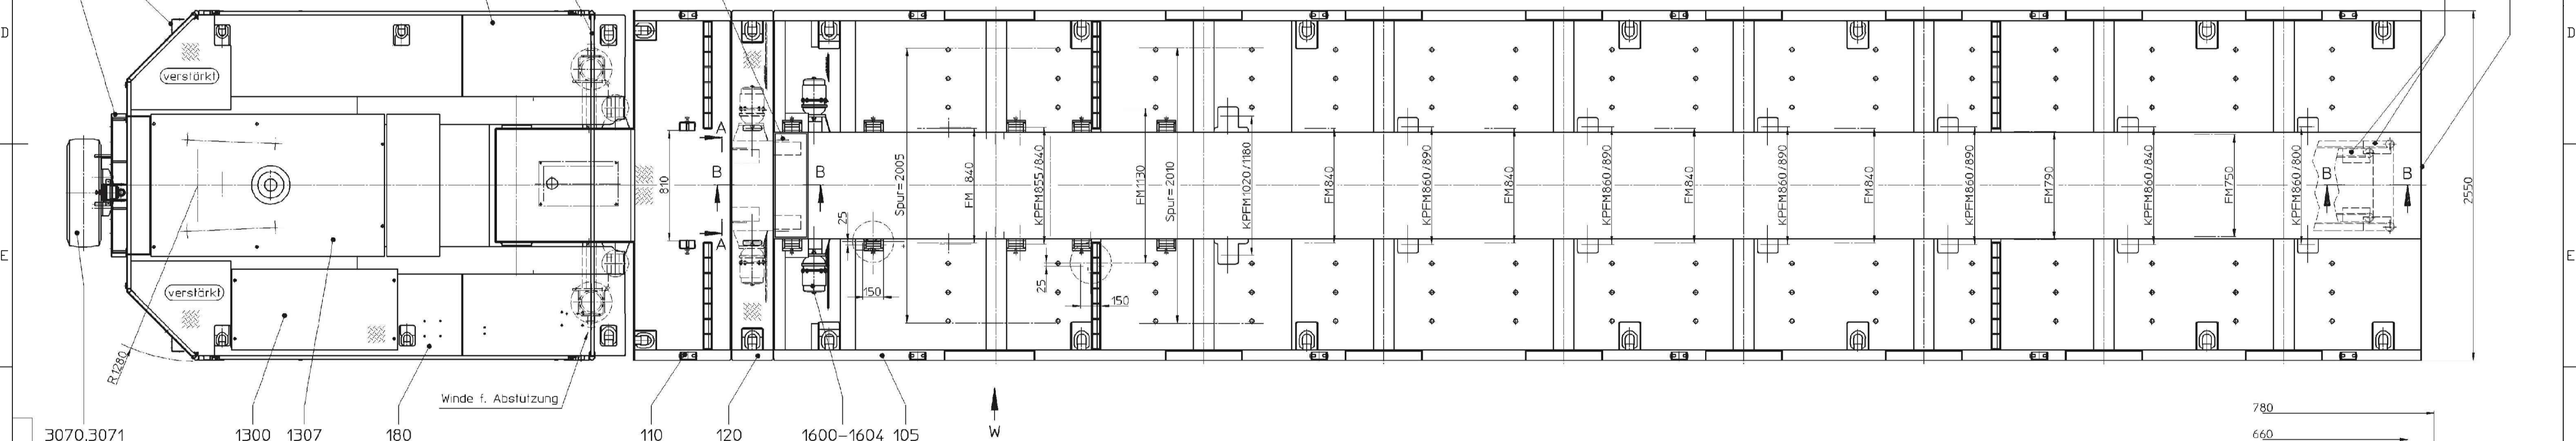 D
D
verstärkt
A
810
B
B
A
25
150
Spur=2005
FM 840
KPFM855/840
25
FM1130
150
Spur=2010
KPFM1020/1180
FM840
KPFM860/890
FM840
KPFM860/890
FM840
KPFM860/890
FM840
KPFM860/890
FM790
KPFM860/840
FM750
KPFM860/800
B
B
2550
E
E
verstärkt
R1280
Winde f. Abstützung
3070,3071
1300
1307
180
110
120
1600-1604
105
W
780
660